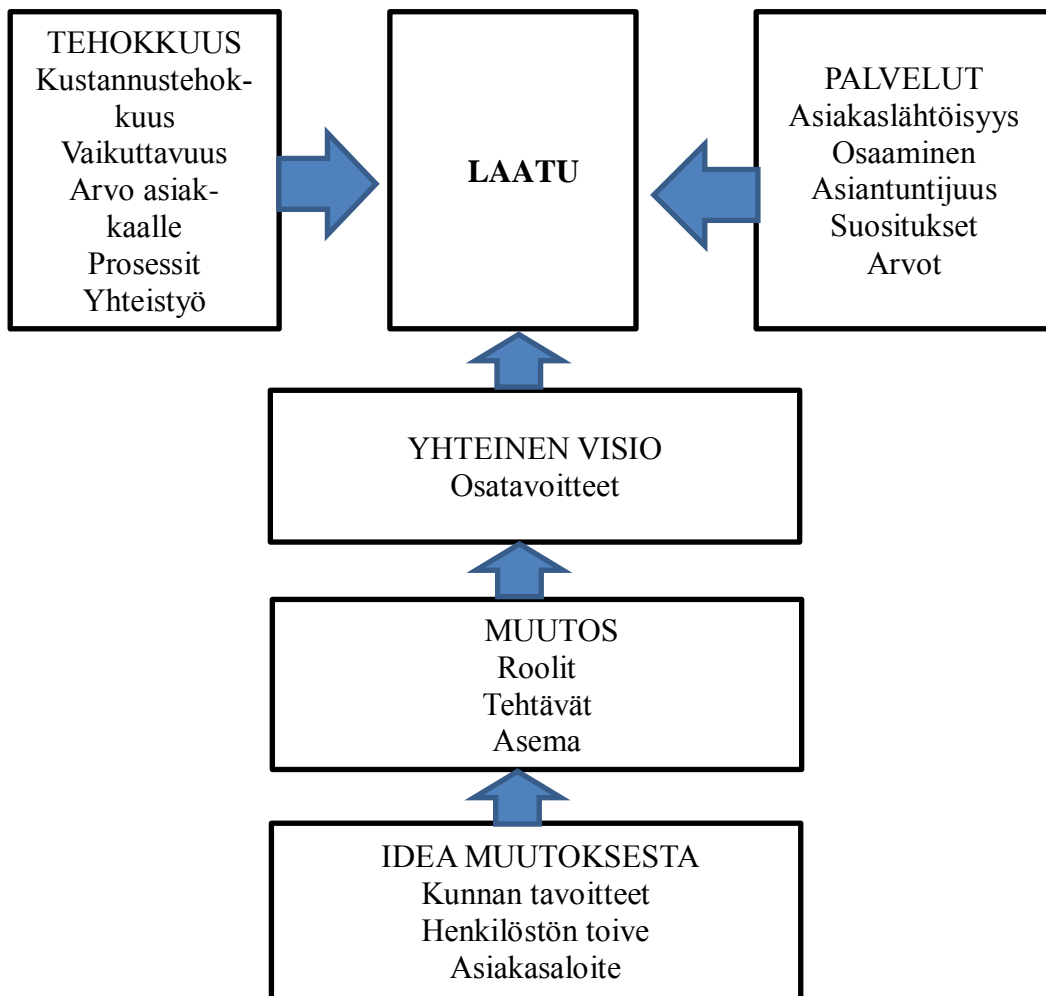 TEHOKKUUS
Kustannustehok-
kuus
Vaikuttavuus
Arvo asiak-
kaalle
Prosessit
Yhteistyö
LAATU
PALVELUT
Asiakaslähtöisyys
Osaaminen
Asiantuntijuus
Suositukset
Arvot
YHTEINEN VISIO
Osatavoitteet
MUUTOS
Roolit
Tehtävät
Asema
IDEA MUUTOKSESTA
Kunnan tavoitteet
Henkilöstön toive
Asiakasaloite